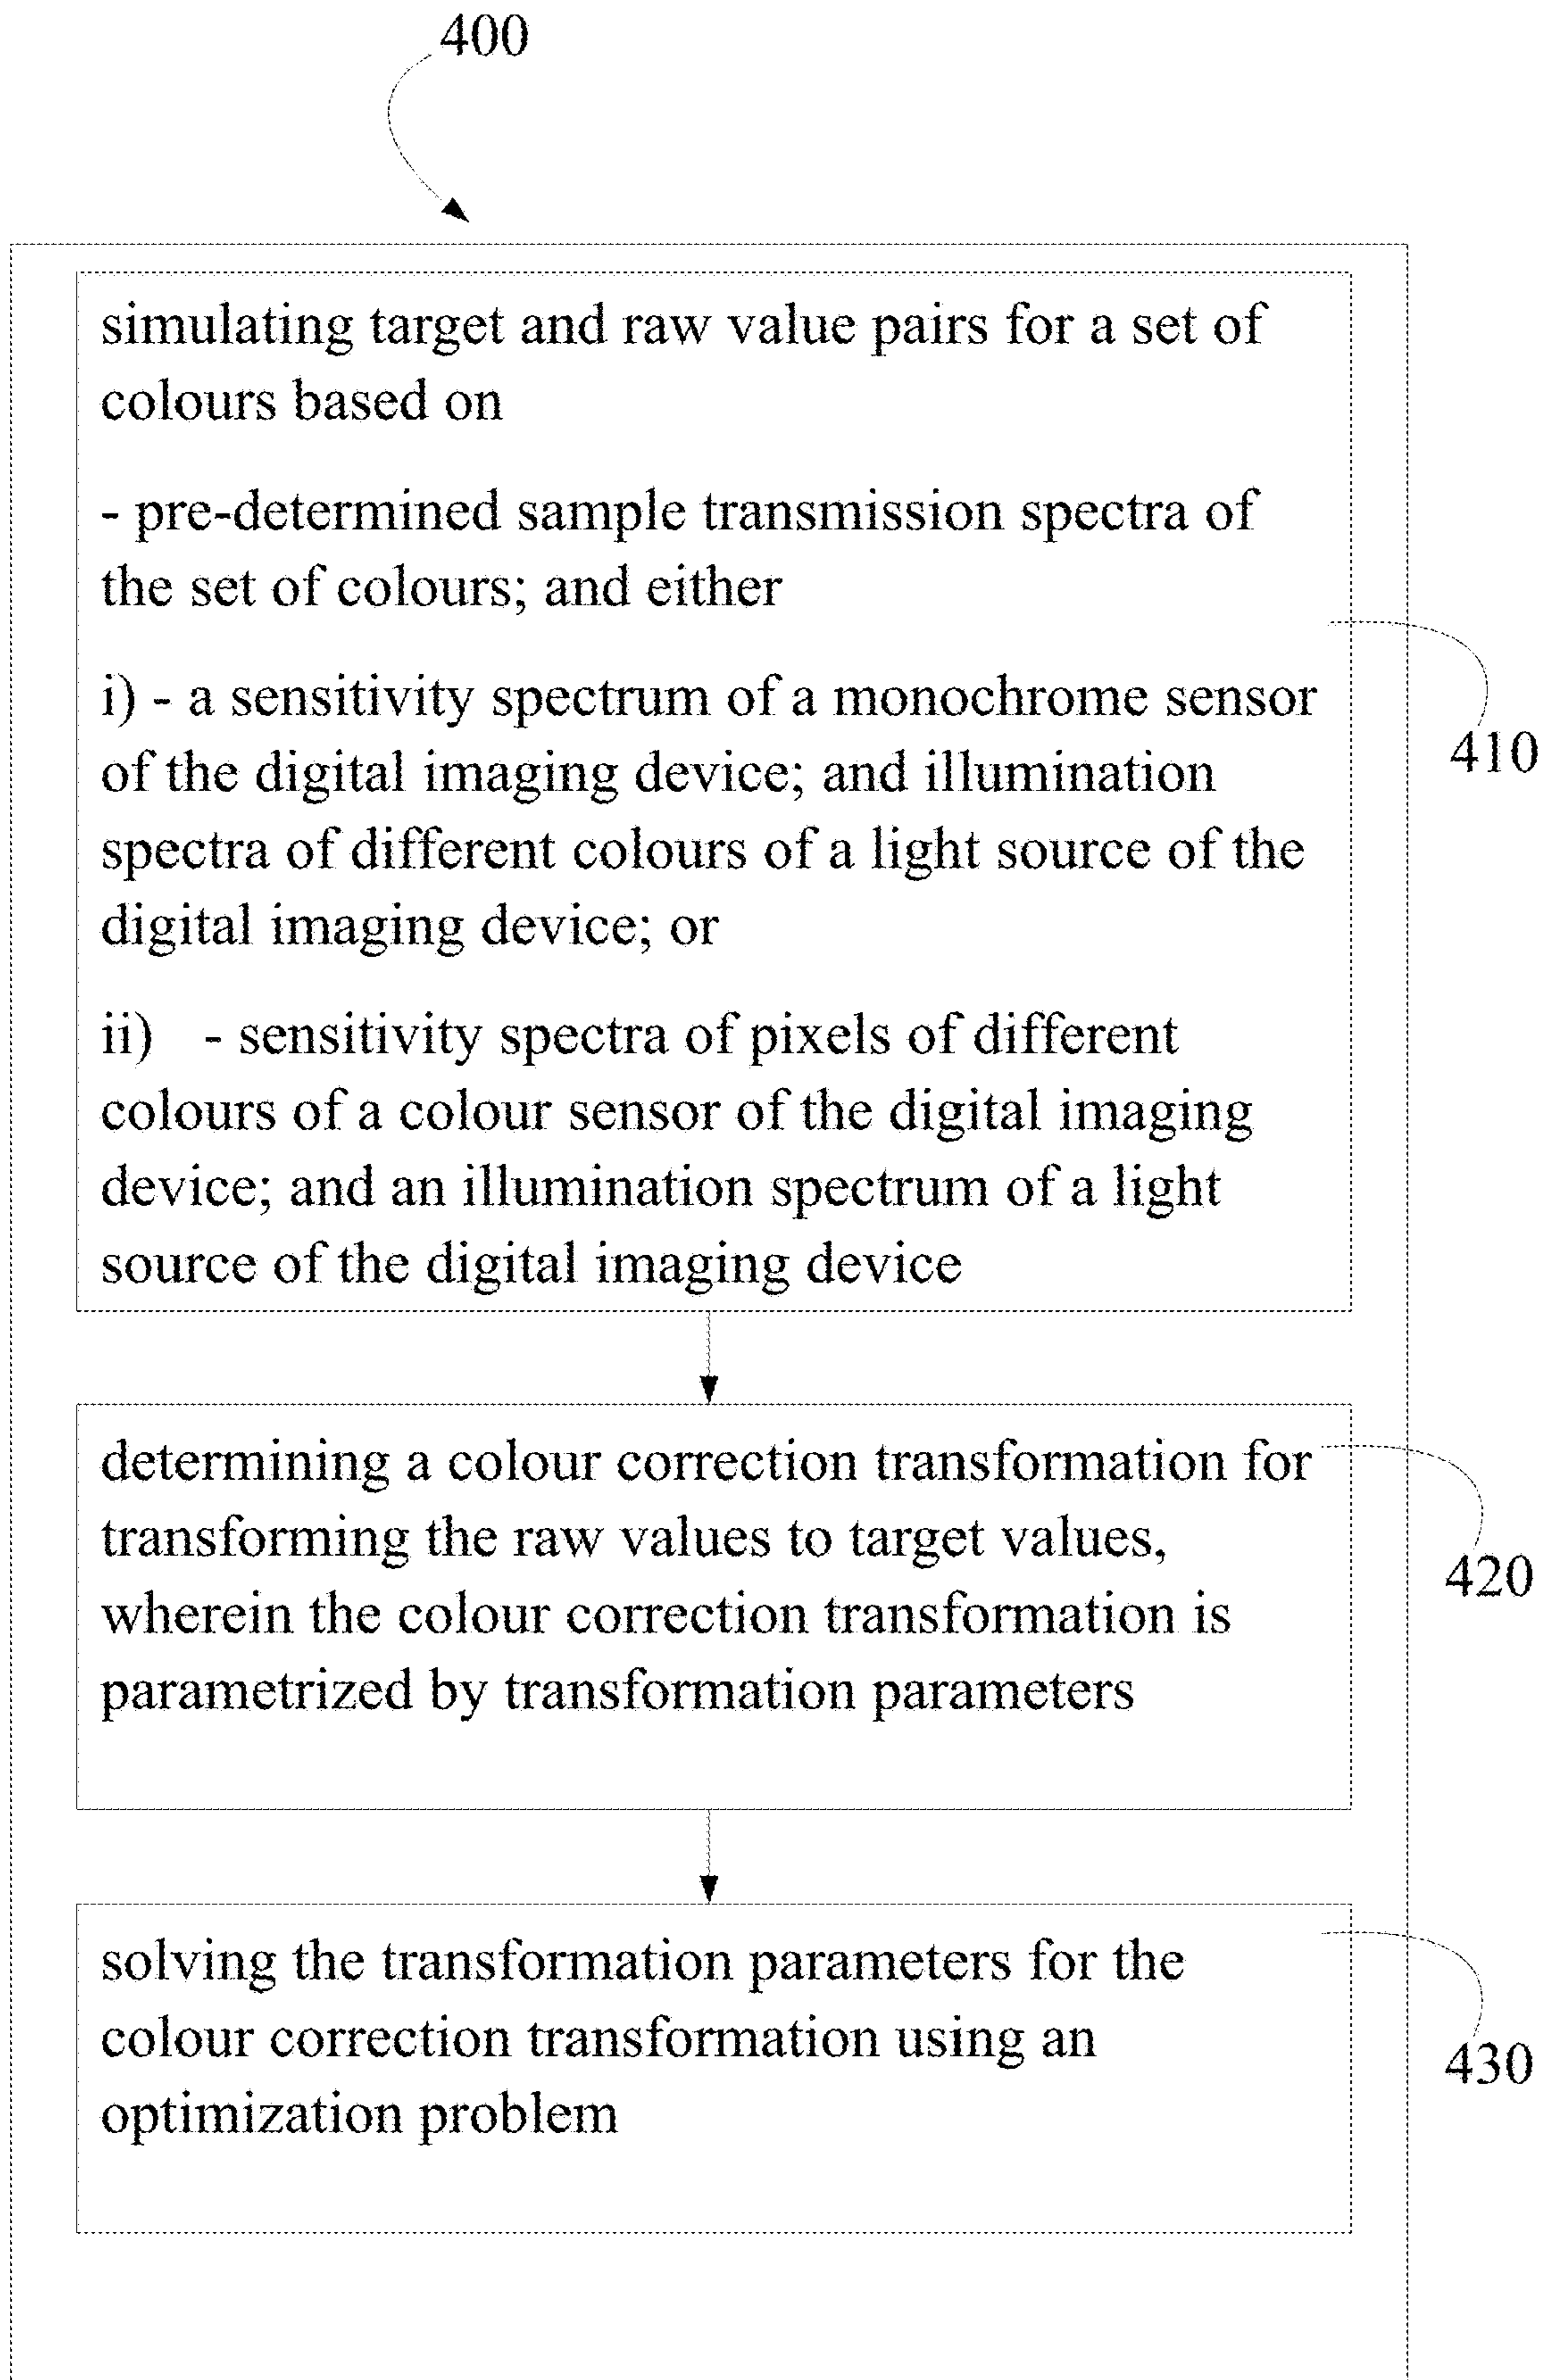 400
simulating target and raw value pairs for a set of
colours based on
- pre-determined sample transmission spectra of
the set of colours; and either
i) - a sensitivity spectrum of a monochrome sensor
of the digital imaging device; and illumination
spectra of different colours of a light source of the
digital imaging device; or
410
ii) - sensitivity spectra of pixels of different
colours of a colour sensor of the digital imaging
device; and an illumination spectrum of a light
source of the digital imaging device
determining a colour correction transformation for
transforming the raw values to target values,
wherein the colour correction transformation is
parametrized by transformation parameters
420
solving the transformation parameters for the
colour correction transformation using an
optimization problem
430